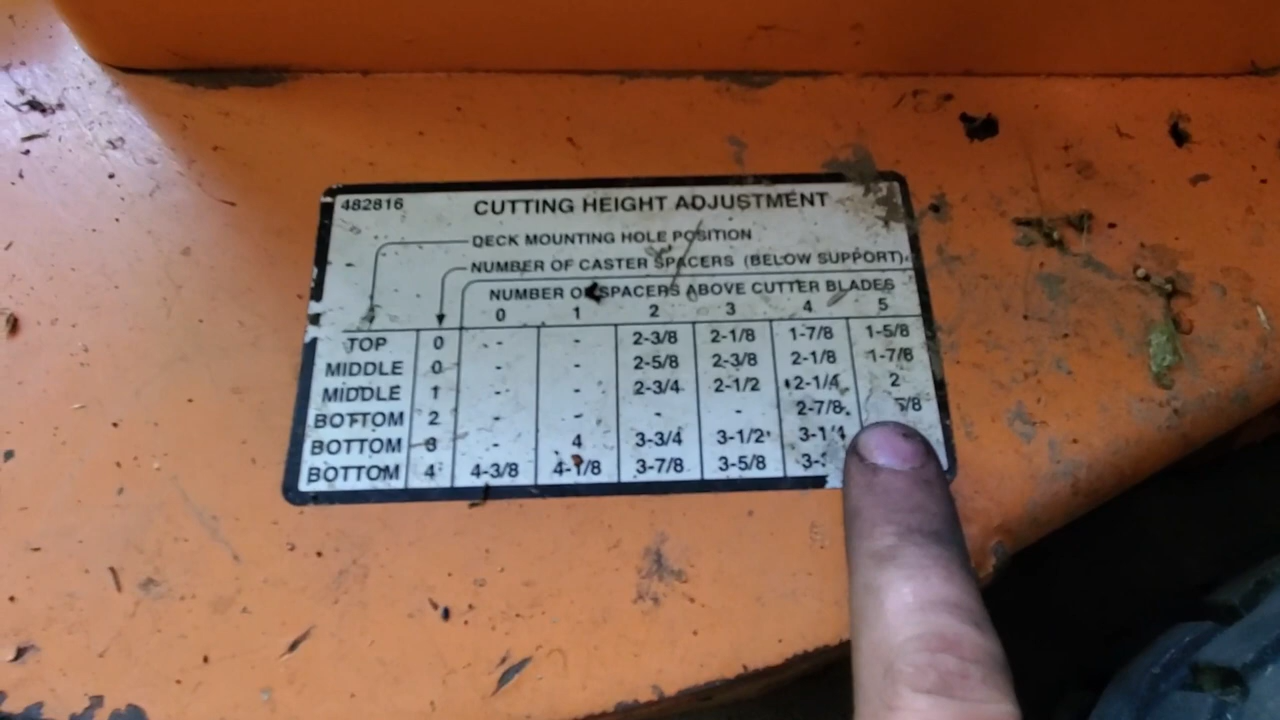 482816 CUTTING HEIGHT ADJUSTMENT
DECK MOUNTING HOLE POSITION
NUMBER OF CASTER SPACERS (BELOW SUPPORT)
NUMBER OF SPACERS ABOVE CUTTER BLADES
0 1 2 3 4 5
TOP 0 - - 2-3/8 2-1/8 1-7/8 1-5/8
MIDDLE 0 - - 2-5/8 2-3/8 2-1/8 1-7/8
MIDDLE 1 - - 2-3/4 2-1/2 2-1/4 2
BOTTOM 2 - - - - 2-7/8 5/8
BOTTOM 3 - 4 3-3/4 3-1/2 3-1/4
BOTTOM 4 4-3/8 4-1/8 3-7/8 3-5/8 3-